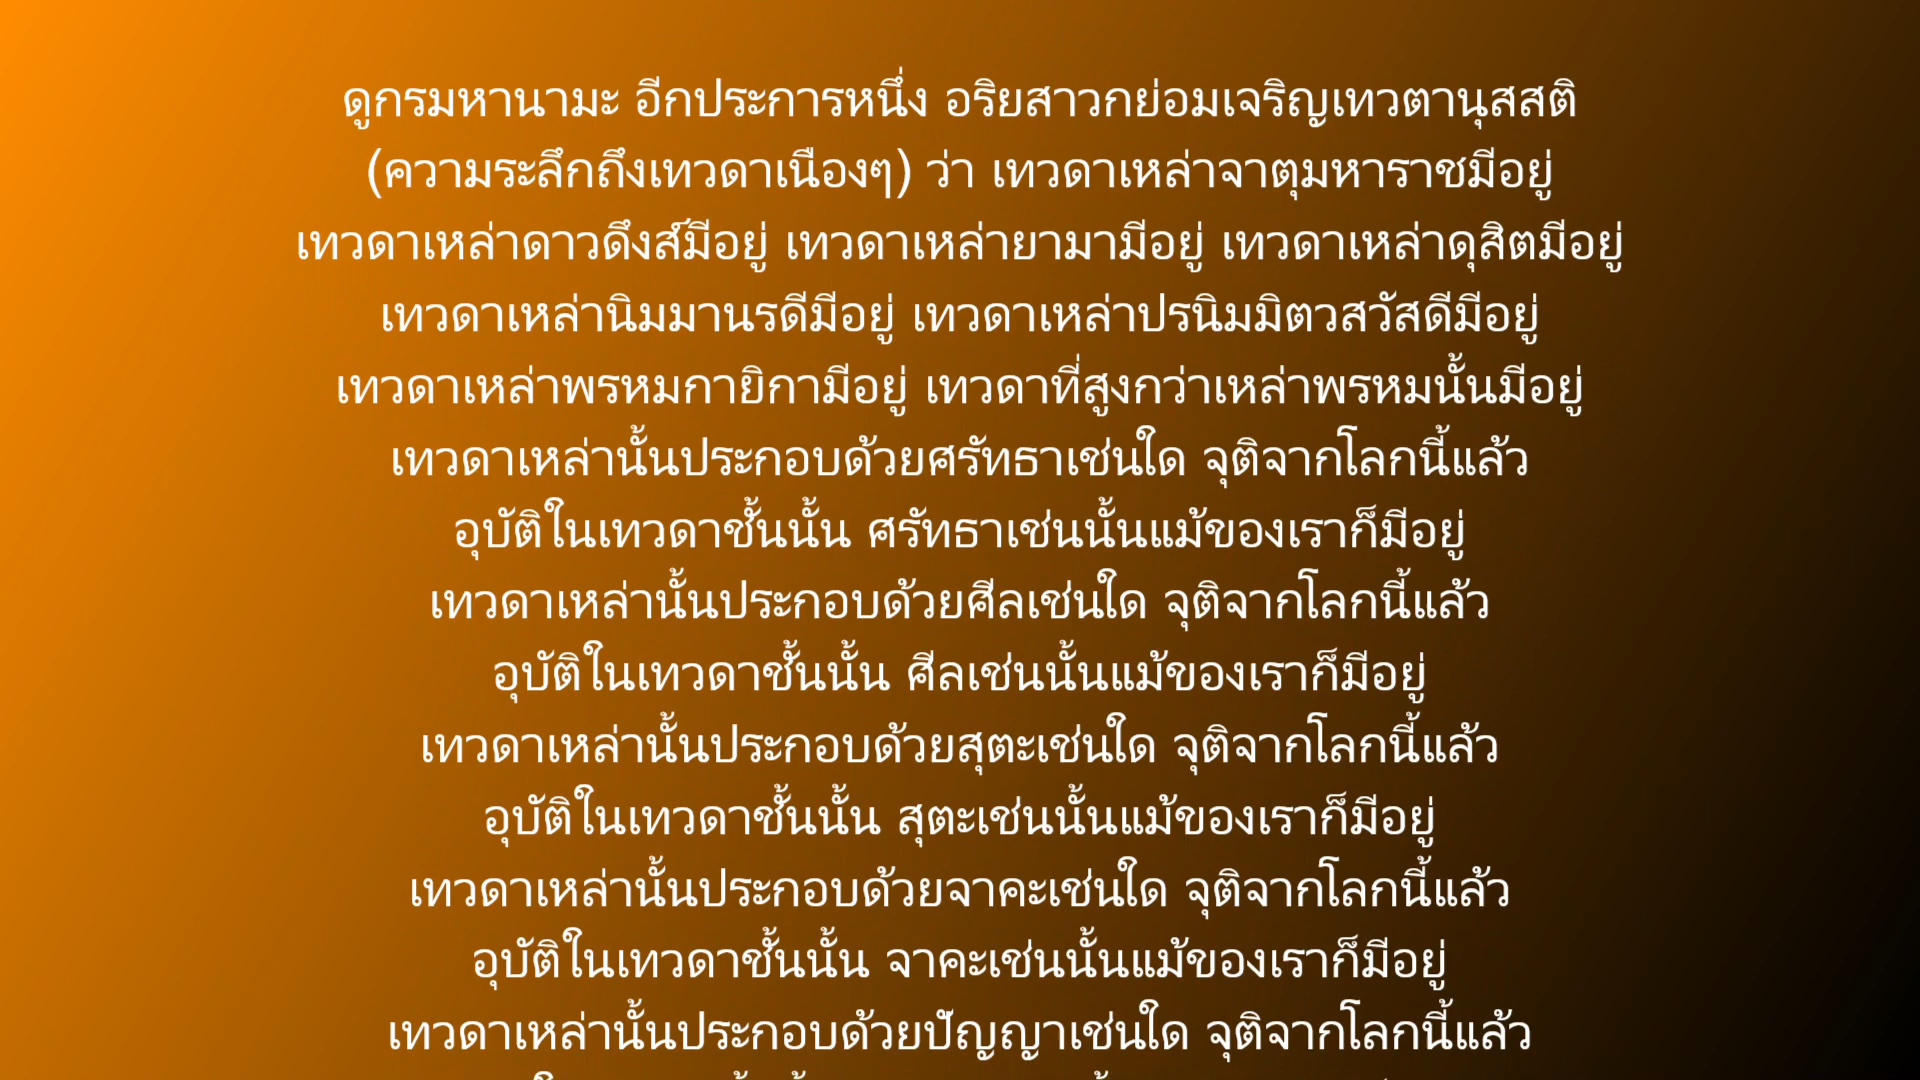 ดูกรมหานามะ อีกประการหนึ่ง อริยสาวกย่อมเจริญเทวตานุสสติ
(ความระลึกถึงเทวดาเนืองๆ) ว่า เทวดาเหล่าจาตุมหาราชมีอยู่
เทวดาเหล่าดาวดึงส์มีอยู่ เทวดาเหล่ายามามีอยู่ เทวดาเหล่าดุสิตมีอยู่
เทวดาเหล่านิมมานรดีมีอยู่ เทวดาเหล่าปรนิมมิตวสวัสดีมีอยู่
เทวดาเหล่าพรหมกายิกามีอยู่ เทวดาที่สูงกว่าเหล่าพรหมนั้นมีอยู่
เทวดาเหล่านั้นประกอบด้วยศรัทธาเช่นใด จุติจากโลกนี้แล้ว
อุบัติในเทวดาชั้นนั้น ศรัทธาเช่นนั้นแม้ของเราก็มีอยู่
เทวดาเหล่านั้นประกอบด้วยศีลเช่นใด จุติจากโลกนี้แล้ว
อุบัติในเทวดาชั้นนั้น ศีลเช่นนั้นแม้ของเราก็มีอยู่
เทวดาเหล่านั้นประกอบด้วยสุตะเช่นใด จุติจากโลกนี้แล้ว
อุบัติในเทวดาชั้นนั้น สุตะเช่นนั้นแม้ของเราก็มีอยู่
เทวดาเหล่านั้นประกอบด้วยจาคะเช่นใด จุติจากโลกนี้แล้ว
อุบัติในเทวดาชั้นนั้น จาคะเช่นนั้นแม้ของเราก็มีอยู่
เทวดาเหล่านั้นประกอบด้วยปัญญาเช่นใด จุติจากโลกนี้แล้ว